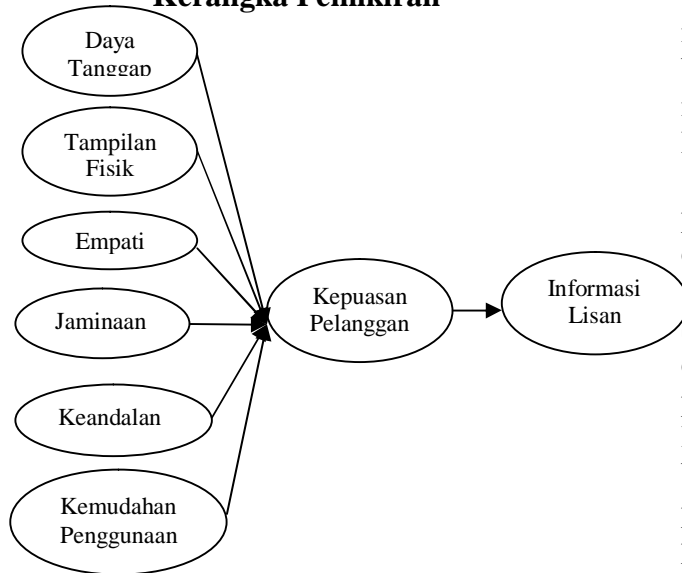 Kerangka Pemikiran
Daya
Tanggap
Tampilan
Fisik
Empati
Jaminaan
Keandalan
Kemudahan
Penggunaan
Kepuasan
Pelanggan
Informasi
Lisan